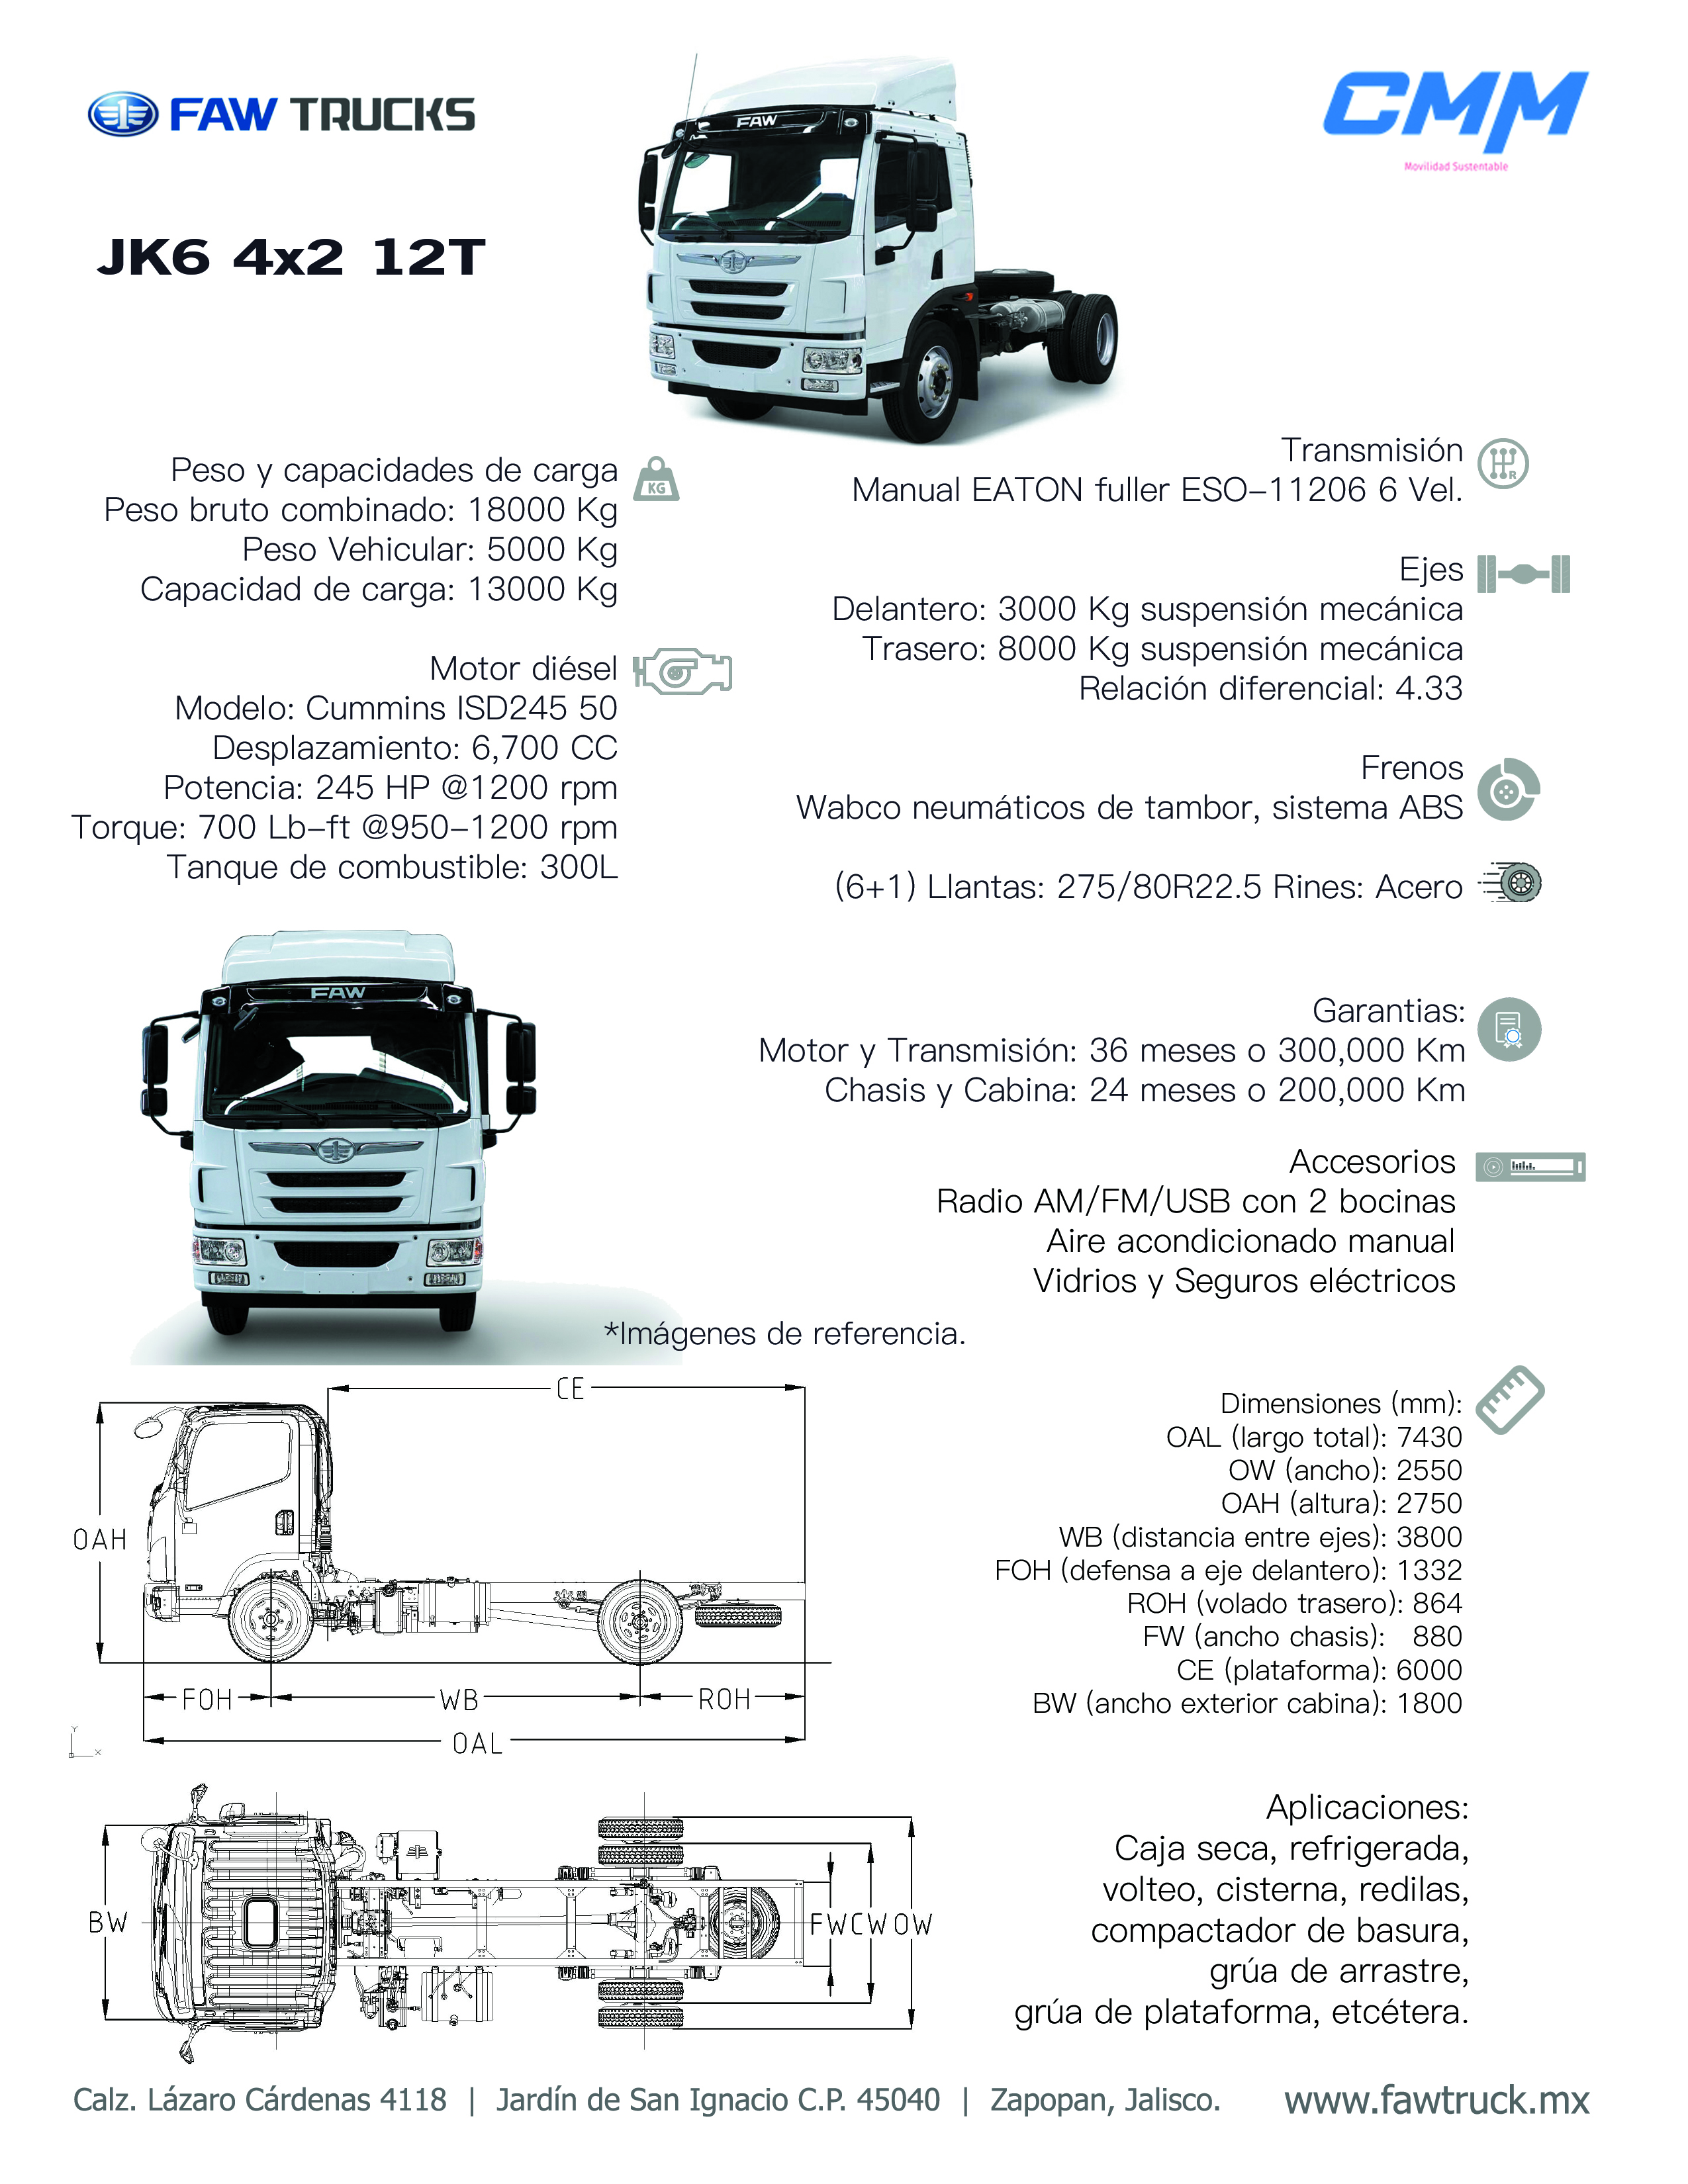 FAW TRUCKS
FAW
CMM
Movilidad Sustentable
JK6 4x2 12T
Peso y capacidades de carga
KG
Peso bruto combinado: 18000 Kg
Peso Vehicular: 5000 Kg
Capacidad de carga: 13000 Kg
Motor diésel
Modelo: Cummins ISD245 50
Desplazamiento: 6,700 CC
Potencia: 245 HP @1200 rpm
Torque: 700 Lb-ft @950-1200 rpm
Tanque de combustible: 300L
Transmisión
R
Manual EATON fuller ESO-11206 6 Vel.
Ejes
Delantero: 3000 Kg suspensión mecánica
Trasero: 8000 Kg suspensión mecánica
Relación diferencial: 4.33
Frenos
Wabco neumáticos de tambor, sistema ABS
(6+1) Llantas: 275/80R22.5 Rines: Acero
FAW
Garantias:
Motor y Transmisión: 36 meses o 300,000 Km
Chasis y Cabina: 24 meses o 200,000 Km
Accesorios
Radio AM/FM/USB con 2 bocinas
Aire acondicionado manual
Vidrios y Seguros eléctricos
*Imágenes de referencia.
CE
OAH
FOH
WB
ROH
OAL
Y
X
Dimensiones (mm):
OAL (largo total): 7430
OW (ancho): 2550
OAH (altura): 2750
WB (distancia entre ejes): 3800
FOH (defensa a eje delantero): 1332
ROH (volado trasero): 864
FW (ancho chasis): 880
CE (plataforma): 6000
BW (ancho exterior cabina): 1800
BW
FW
CW
OW
Aplicaciones:
Caja seca, refrigerada,
volteo, cisterna, redilas,
compactador de basura,
grúa de arrastre,
grúa de plataforma, etcétera.
Calz. Lázaro Cárdenas 4118 | Jardín de San Ignacio C.P. 45040 | Zapopan, Jalisco.
www.fawtruck.mx